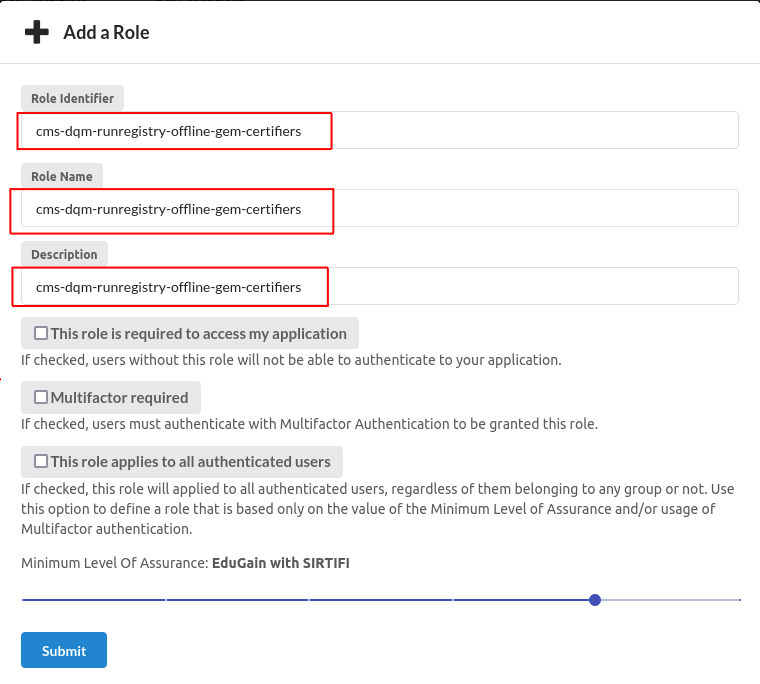 Add a Role
Role Identifier
cms-dqm-runregistry-offline-gem-certifiers
Role Name
cms-dqm-runregistry-offline-gem-certifiers
Description
cms-dqm-runregistry-offline-gem-certifiers
This role is required to access my application
If checked, users without this role will not be able to authenticate to your application.
Multifactor required
If checked, users must authenticate with Multifactor Authentication to be granted this role.
This role applies to all authenticated users
If checked, this role will applied to all authenticated users, regardless of them belonging to any group or not. Use
this option to define a role that is based only on the value of the Minimum Level of Assurance and/or usage of
Multifactor authentication.
Minimum Level Of Assurance: EduGain with SIRTIFI
Submit